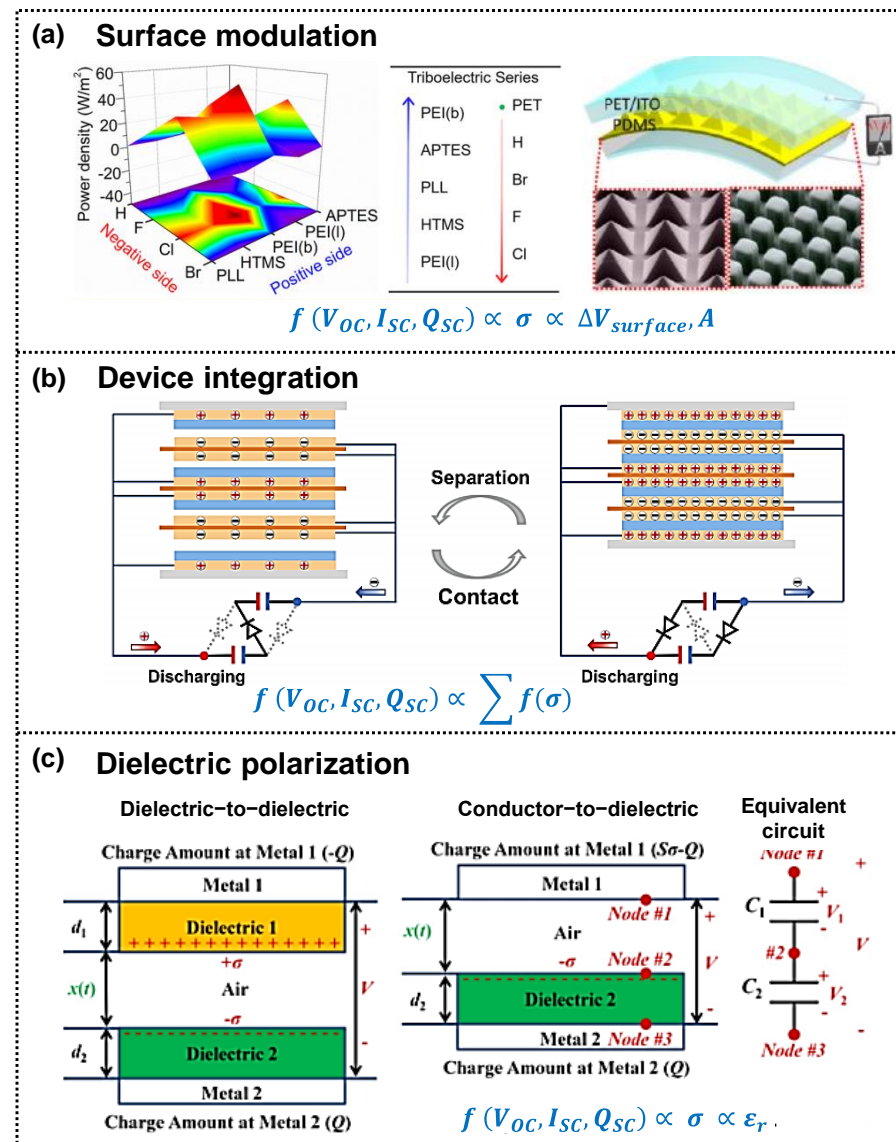 (a) Surface modulation
Power density (W/m²)
60
40
20
0
-20
-40
H
F
Cl
Br
Negative side
PLL
HTMS
PEI(b)
PEI(l)
APTES
Positive side
Triboelectric Series
PEI(b)
APTES
PLL
HTMS
PEI(l)
PET
H
Br
F
Cl
PET/ITO
PDMS
A
f (V_OC, I_SC, Q_SC) ∝ σ ∝ ΔV_surface, A
(b) Device integration
Separation
Contact
Discharging
Discharging
f (V_OC, I_SC, Q_SC) ∝ ∑ f(σ)
(c) Dielectric polarization
Dielectric−to−dielectric
Charge Amount at Metal 1 (-Q)
Metal 1
d₁
Dielectric 1
+ + + + + + + + + + + + +
+σ
x(t)
Air
-σ
d₂
Dielectric 2
Metal 2
+
V
-
Charge Amount at Metal 2 (Q)
Conductor−to−dielectric
Charge Amount at Metal 1 (Sσ-Q)
Metal 1
Node #1
x(t)
Air
-σ
Node #2
d₂
Dielectric 2
Metal 2
Node #3
+
V
-
Charge Amount at Metal 2 (Q)
Equivalent
circuit
Node #1
+
C₁
+
V₁
-
V
#2
C₂
+
V₂
-
-
Node #3
f (V_OC, I_SC, Q_SC) ∝ σ ∝ ε_r .